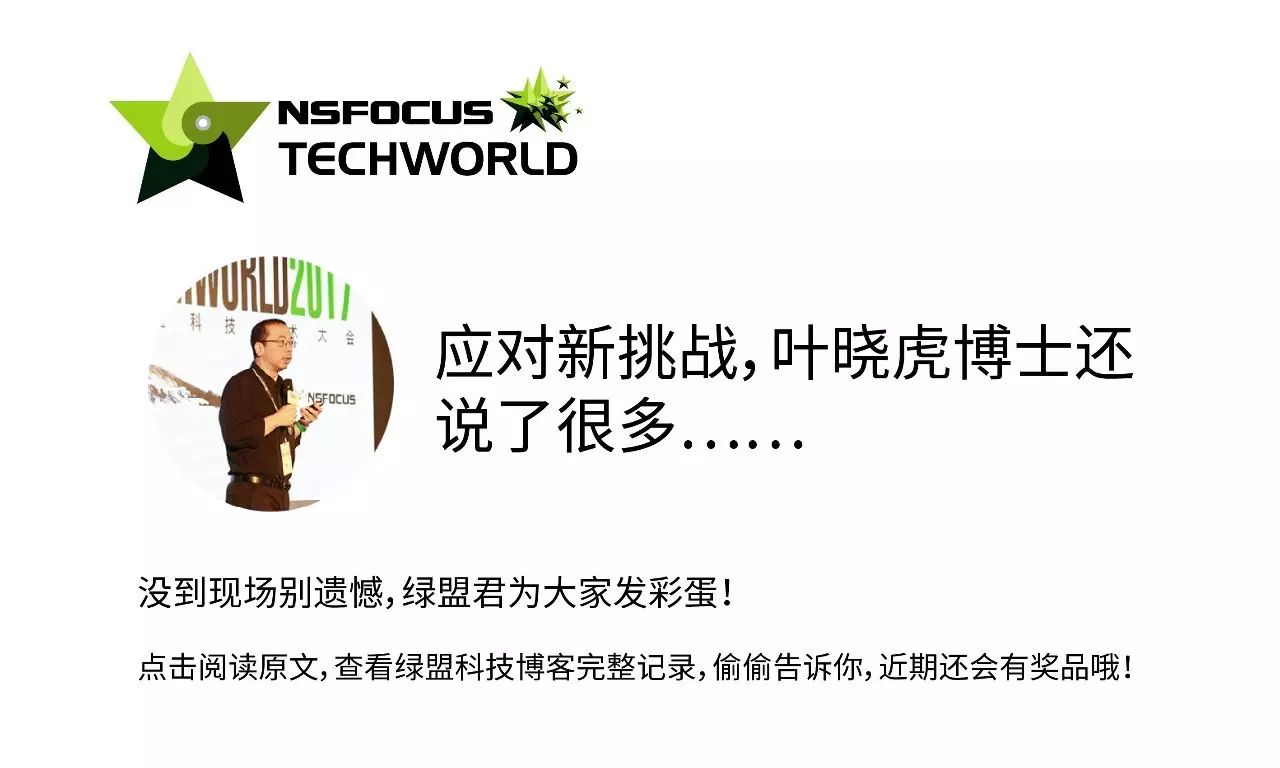 NSFOCUS
TECHWORLD
WORLD2017
科 技 术 大 会
NSFOCUS
应对新挑战,叶晓虎博士还
说了很多……
没到现场别遗憾,绿盟君为大家发彩蛋!
点击阅读原文,查看绿盟科技博客完整记录,偷偷告诉你,近期还会有奖品哦!